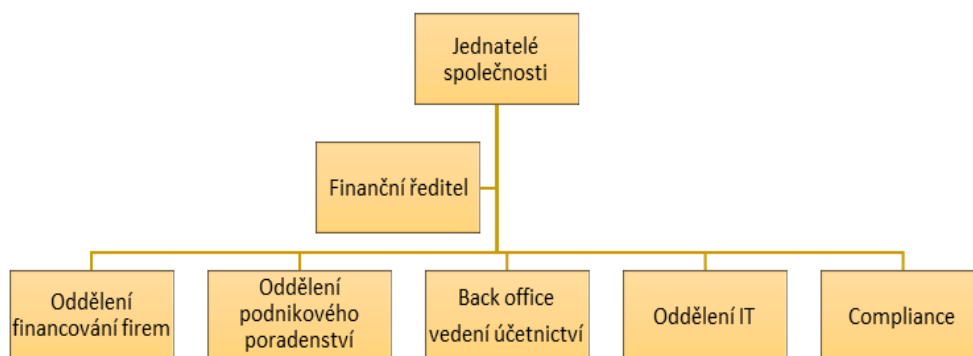 Jednatelé
společnosti
Finanční ředitel
Oddělení
financování firem
Oddělení
podnikového
poradenství
Back office
vedení účetnictví
Oddělení IT
Compliance